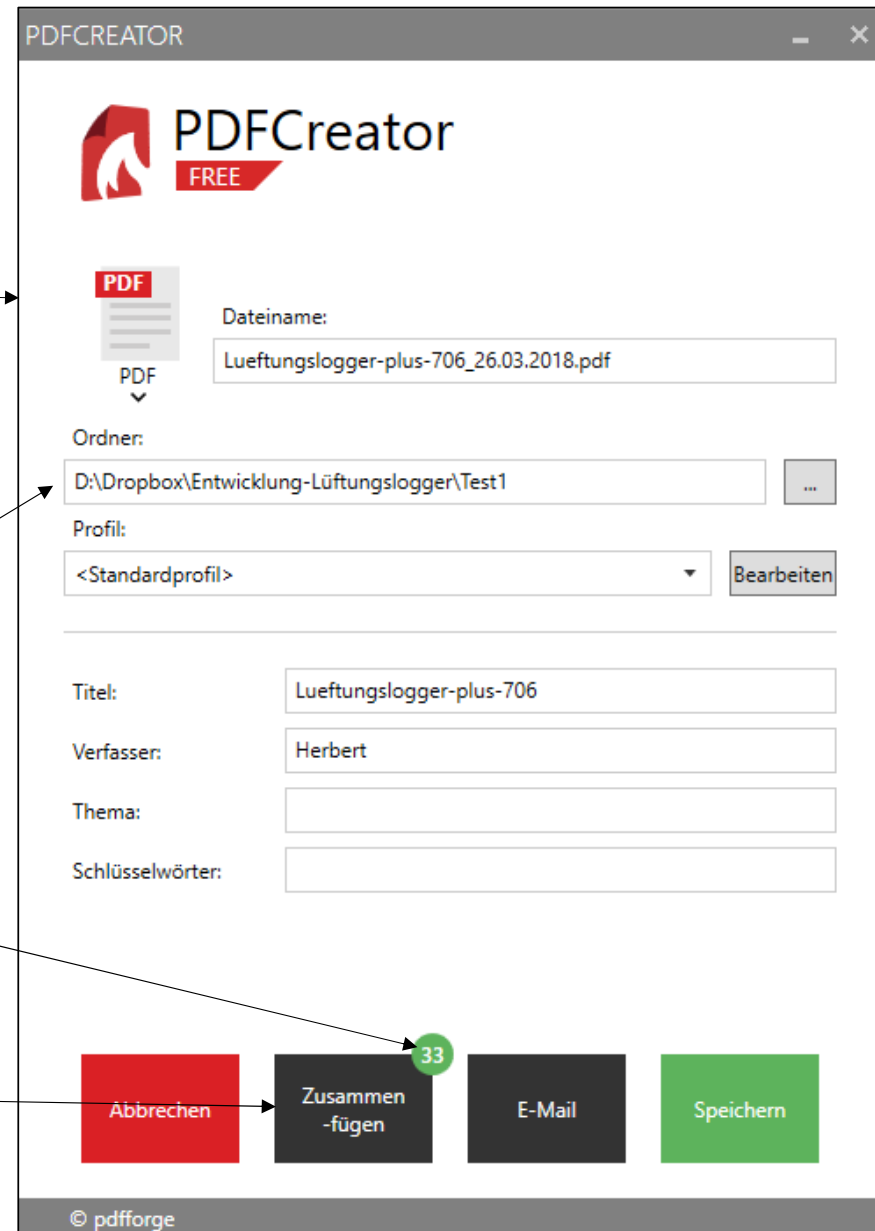 PDFCREATOR
PDFCreator
FREE
PDF
PDF
Dateiname:
Lueftungslogger-plus-706_26.03.2018.pdf
Ordner:
D:\Dropbox\Entwicklung-Lüftungslogger\Test1
...
Profil:
<Standardprofil>
Bearbeiten
Titel:
Lueftungslogger-plus-706
Verfasser:
Herbert
Thema:
Schlüsselwörter:
33
Abbrechen
Zusammen
-fügen
E-Mail
Speichern
© pdfforge